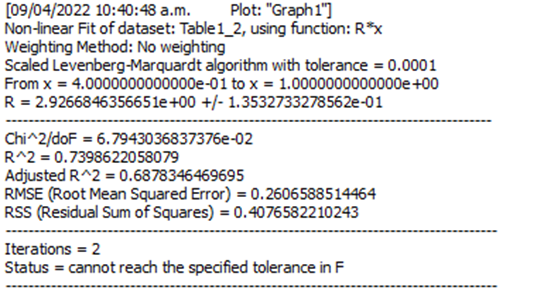 [09/04/2022 10:40:48 a.m. Plot: "Graph1"]
Non-linear Fit of dataset: Table1_2, using function: R*x
Weighting Method: No weighting
Scaled Levenberg-Marquardt algorithm with tolerance = 0.0001
From x = 4.0000000000000e-01 to x = 1.0000000000000e+00
R = 2.9266846356651e+00 +/- 1.3532733278562e-01
--------------------------------------------------------------------------------------
Chi^2/doF = 6.7943036837376e-02
R^2 = 0.7398622058079
Adjusted R^2 = 0.6878346469695
RMSE (Root Mean Squared Error) = 0.2606588514464
RSS (Residual Sum of Squares) = 0.4076582210243
---------------------------------------------------------------------------------------
Iterations = 2
Status = cannot reach the specified tolerance in F
---------------------------------------------------------------------------------------